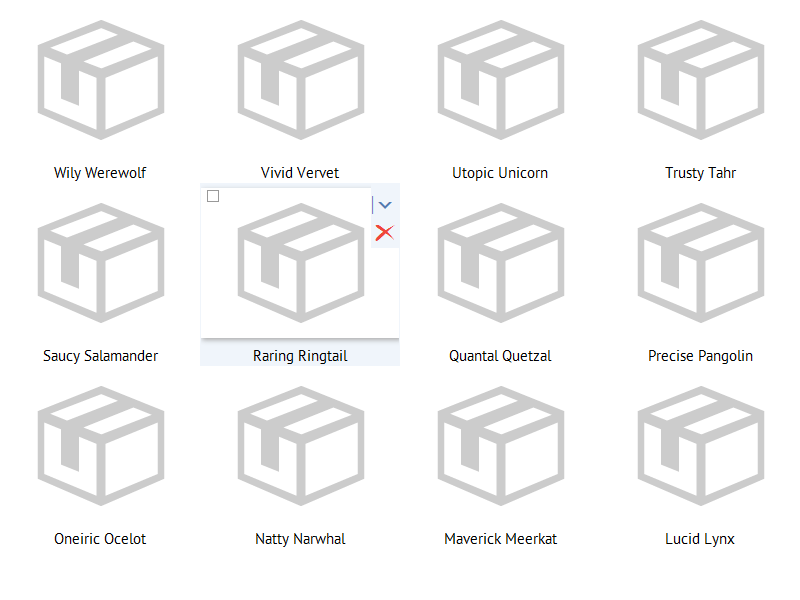 Wily Werewolf
Vivid Vervet
Utopic Unicorn
Trusty Tahr
Saucy Salamander
Raring Ringtail
Quantal Quetzal
Precise Pangolin
Oneiric Ocelot
Natty Narwhal
Maverick Meerkat
Lucid Lynx